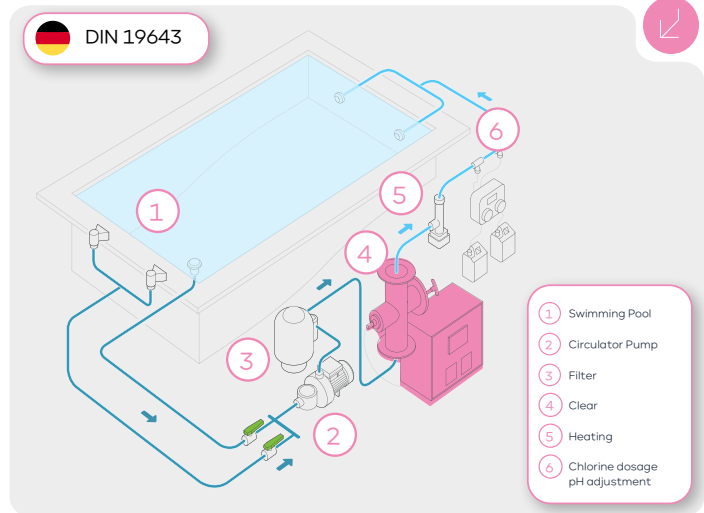 DIN 19643
1
2
3
4
5
6
1 Swimming Pool
2 Circulator Pump
3 Filter
4 Clear
5 Heating
6 Chlorine dosage
pH adjustment